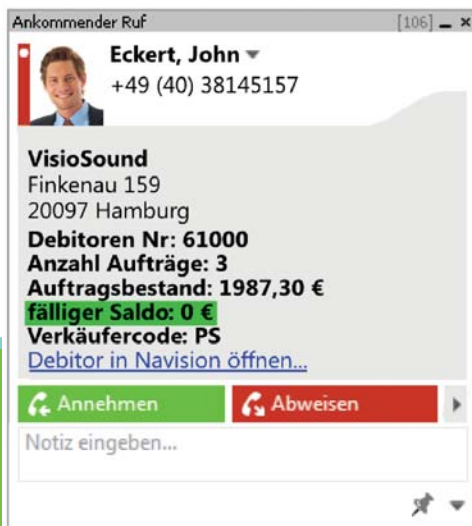 Ankommender Ruf [106]
Eckert, John
+49 (40) 38145157
VisioSound
Finkenau 159
20097 Hamburg
Debitoren Nr: 61000
Anzahl Aufträge: 3
Auftragsbestand: 1987,30 €
fälliger Saldo: 0 €
Verkäufercode: PS
Debitor in Navision öffnen...
Annehmen Abweisen
Notiz eingeben...